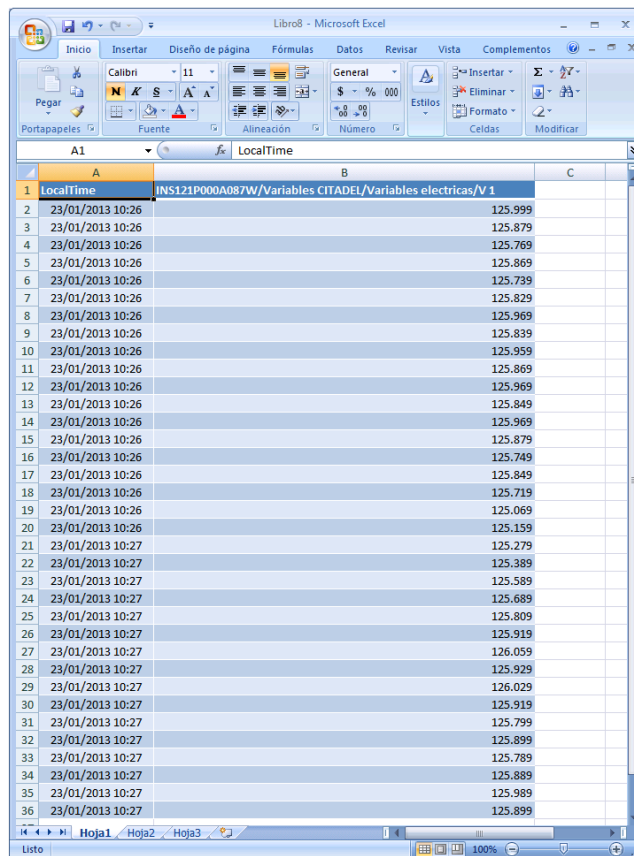 Libro8 - Microsoft Excel
Inicio Insertar Diseño de página Fórmulas Datos Revisar Vista Complementos
Pegar
Calibri 11
General
Insertar
Σ
N K S A A
$ % 000
Estilos
Eliminar
A
Formato
Portapapeles Fuente Alineación Número Celdas Modificar
A1 fx LocalTime
A B C
1 LocalTime INS121P000A087W/Variables CITADEL/Variables electricas/V 1
2 23/01/2013 10:26 125.999
3 23/01/2013 10:26 125.879
4 23/01/2013 10:26 125.769
5 23/01/2013 10:26 125.869
6 23/01/2013 10:26 125.739
7 23/01/2013 10:26 125.829
8 23/01/2013 10:26 125.969
9 23/01/2013 10:26 125.839
10 23/01/2013 10:26 125.959
11 23/01/2013 10:26 125.869
12 23/01/2013 10:26 125.969
13 23/01/2013 10:26 125.849
14 23/01/2013 10:26 125.969
15 23/01/2013 10:26 125.879
16 23/01/2013 10:26 125.749
17 23/01/2013 10:26 125.849
18 23/01/2013 10:26 125.719
19 23/01/2013 10:26 125.069
20 23/01/2013 10:26 125.159
21 23/01/2013 10:27 125.279
22 23/01/2013 10:27 125.389
23 23/01/2013 10:27 125.589
24 23/01/2013 10:27 125.689
25 23/01/2013 10:27 125.809
26 23/01/2013 10:27 125.919
27 23/01/2013 10:27 126.059
28 23/01/2013 10:27 125.929
29 23/01/2013 10:27 126.029
30 23/01/2013 10:27 125.919
31 23/01/2013 10:27 125.799
32 23/01/2013 10:27 125.899
33 23/01/2013 10:27 125.789
34 23/01/2013 10:27 125.889
35 23/01/2013 10:27 125.989
36 23/01/2013 10:27 125.899
Hoja1 Hoja2 Hoja3
Listo 100%